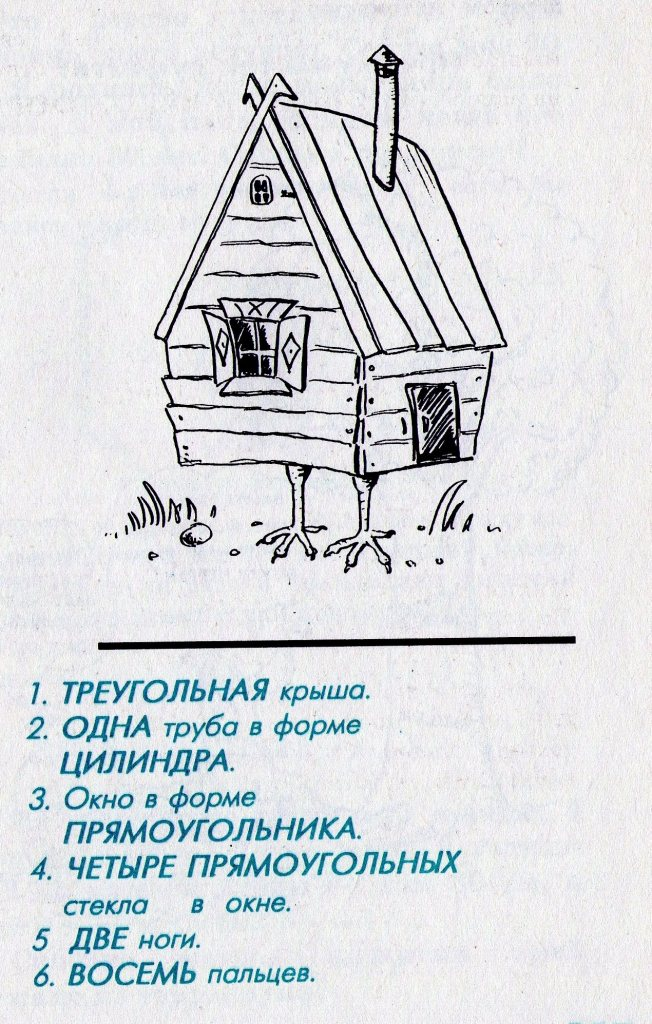 1. ТРЕУГОЛЬНАЯ крыша.
2. ОДНА труба в форме
ЦИЛИНДРА.
3. Окно в форме
ПРЯМОУГОЛЬНИКА.
4. ЧЕТЫРЕ ПРЯМОУГОЛЬНЫХ
стекла в окне.
5 ДВЕ ноги.
6. ВОСЕМЬ пальцев.